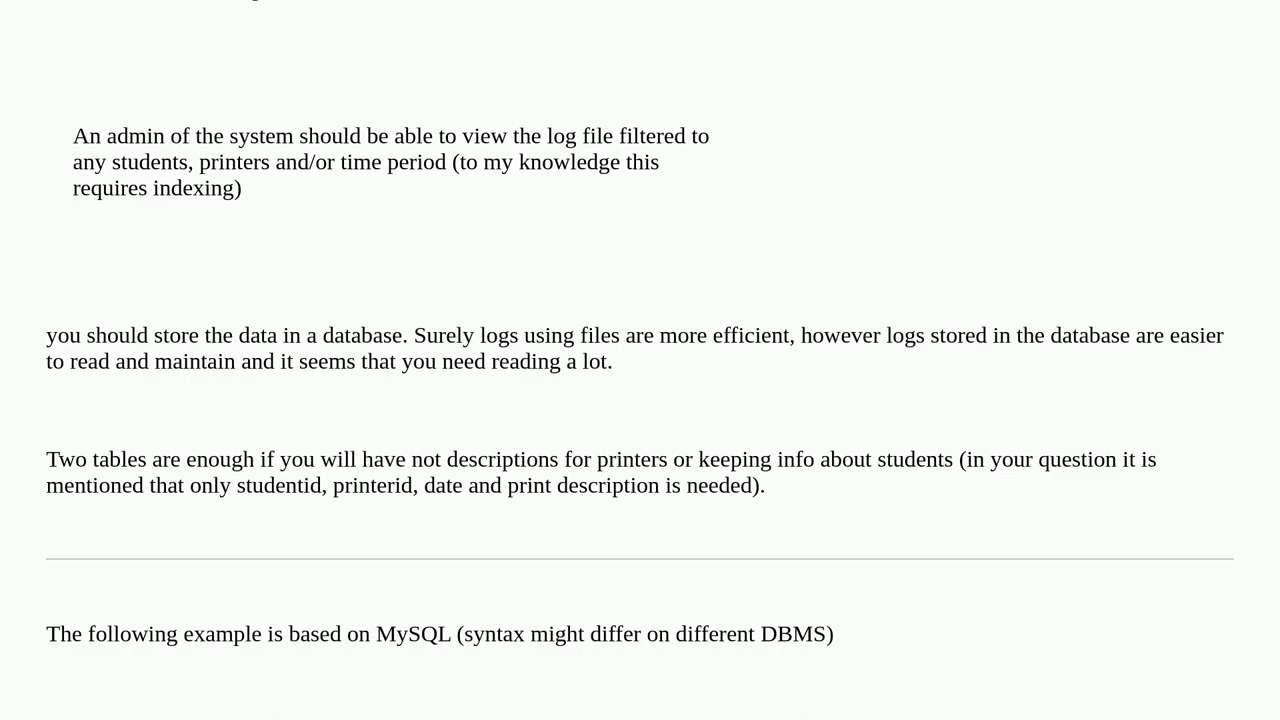 An admin of the system should be able to view the log file filtered to
any students, printers and/or time period (to my knowledge this
requires indexing)
you should store the data in a database. Surely logs using files are more efficient, however logs stored in the database are easier
to read and maintain and it seems that you need reading a lot.
Two tables are enough if you will have not descriptions for printers or keeping info about students (in your question it is
mentioned that only studentid, printerid, date and print description is needed).
The following example is based on MySQL (syntax might differ on different DBMS)